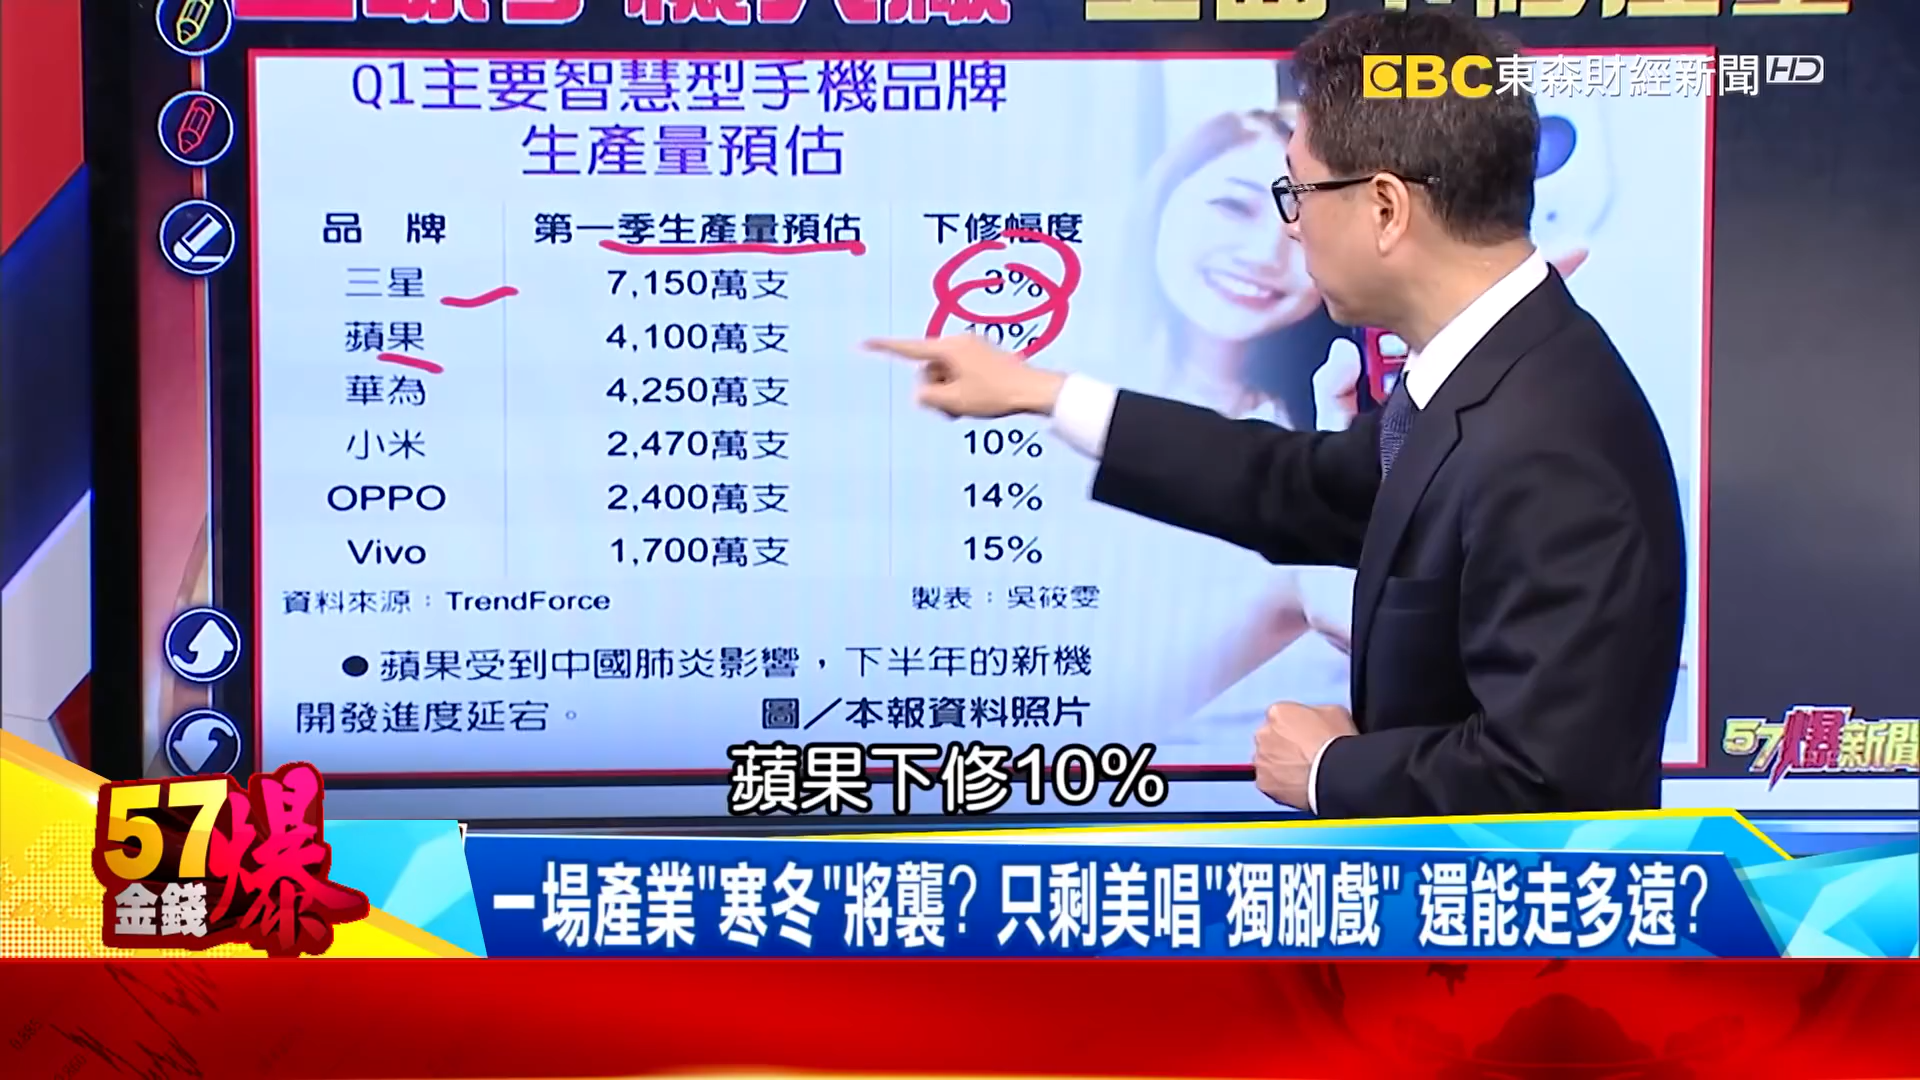 EBC東森財經新聞HD
Q1主要智慧型手機品牌
生產量預估
品牌 第一季生產量預估 下修幅度
三星 7,150萬支 3%
蘋果 4,100萬支 10%
華為 4,250萬支
小米 2,470萬支 10%
OPPO 2,400萬支 14%
Vivo 1,700萬支 15%
資料來源：TrendForce 製表：吳筱雯
●蘋果受到中國肺炎影響，下半年的新機
開發進度延宕。 圖／本報資料照片
57爆新聞
蘋果下修10%
57爆
金錢
一場產業"寒冬"將襲? 只剩美唱"獨腳戲" 還能走多遠?